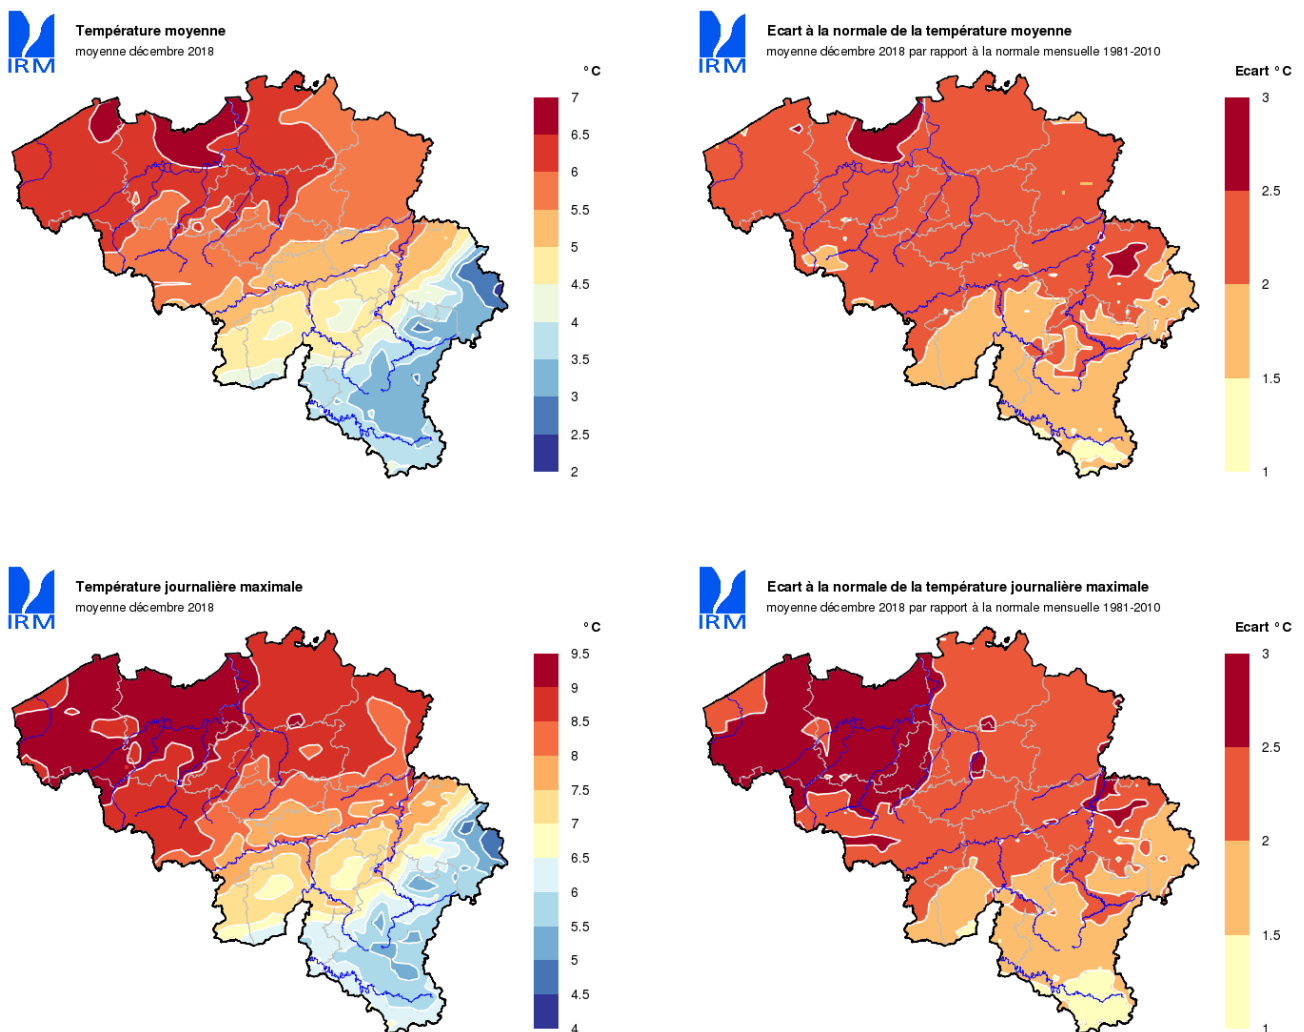 IRM
Température moyenne
moyenne décembre 2018
°C
7
6.5
6
5.5
5
4.5
4
3.5
3
2.5
2
IRM
Ecart à la normale de la température moyenne
moyenne décembre 2018 par rapport à la normale mensuelle 1981-2010
Ecart °C
3
2.5
2
1.5
1
IRM
Température journalière maximale
moyenne décembre 2018
°C
9.5
9
8.5
8
7.5
7
6.5
6
5.5
5
4.5
4
IRM
Ecart à la normale de la température journalière maximale
moyenne décembre 2018 par rapport à la normale mensuelle 1981-2010
Ecart °C
3
2.5
2
1.5
1